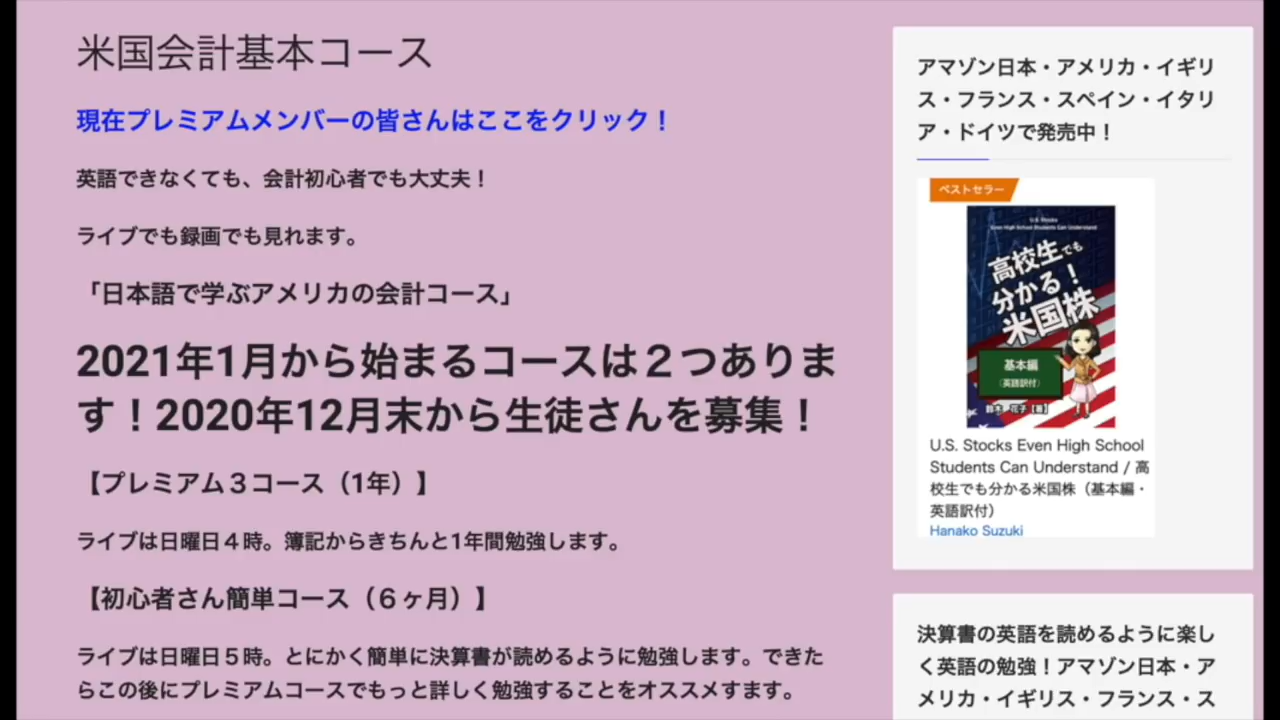 米国会計基本コース
現在プレミアムメンバーの皆さんはここをクリック！
英語できなくても、会計初心者でも大丈夫！
ライブでも録画でも見れます。
「日本語で学ぶアメリカの会計コース」
2021年1月から始まるコースは２つありま
す！2020年12月末から生徒さんを募集！
【プレミアム３コース（1年）】
ライブは日曜日４時。簿記からきちんと1年間勉強します。
【初心者さん簡単コース（６ヶ月）】
ライブは日曜日５時。とにかく簡単に決算書が読めるように勉強します。できた
らこの後にプレミアムコースでもっと詳しく勉強することをオススメすます。
アマゾン日本・アメリカ・イギリ
ス・フランス・スペイン・イタリ
ア・ドイツで発売中！
ベストセラー
U.S. Stocks
Even High School Students Can Understand
高校生でも
分かる！
米国株
基本編
（英語訳付）
鈴木 花子【著】
U.S. Stocks Even High School
Students Can Understand / 高
校生でも分かる米国株（基本編・
英語訳付）
Hanako Suzuki
決算書の英語を読めるように楽し
く英語の勉強！アマゾン日本・ア
メリカ・イギリス・フランス・ス